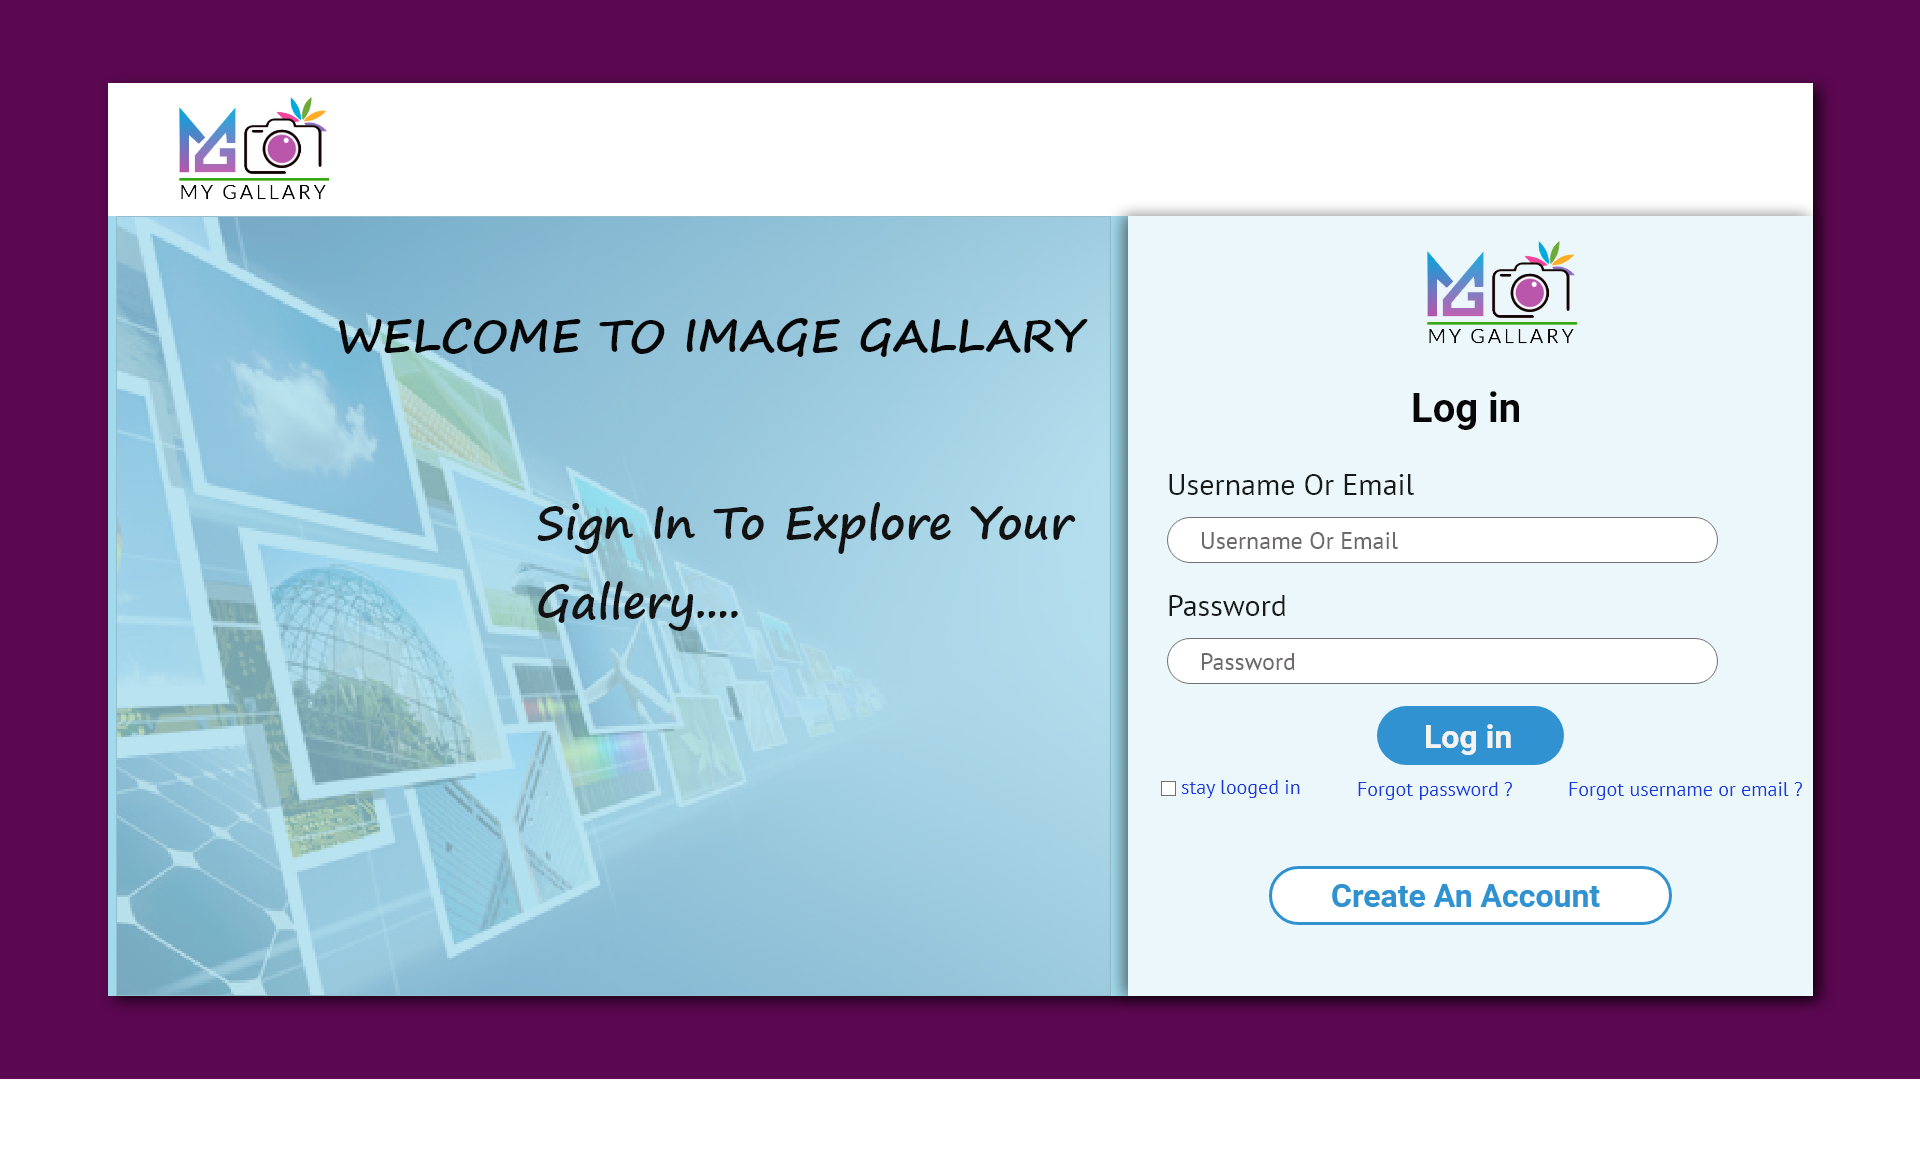 MG
MY GALLARY
WELCOME TO IMAGE GALLARY
Sign In To Explore Your
Gallery....
MG
MY GALLARY
Log in
Username Or Email
Username Or Email
Password
Password
Log in
stay looged in
Forgot password ?
Forgot username or email ?
Create An Account